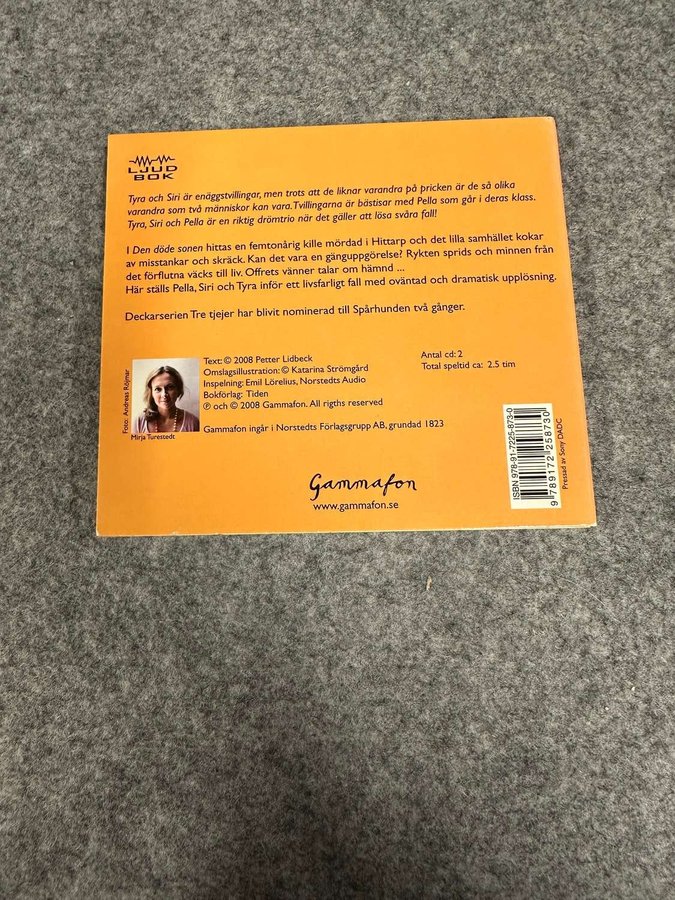 LJUD
BOK
Tyra och Siri är enäggstvillingar, men trots att de liknar varandra på pricken är de så olika
varandra som två människor kan vara. Tvillingarna är bästisar med Pella som går i deras klass.
Tyra, Siri och Pella är en riktig drömtrio när det gäller att lösa svåra fall!
I Den döde sonen hittas en femtonårig kille mördad i Hittarp och det lilla samhället kokar
av misstankar och skräck. Kan det vara en gänguppgörelse? Rykten sprids och minnen från
det förflutna väcks till liv. Offrets vänner talar om hämnd ...
Här ställs Pella, Siri och Tyra inför ett livsfarligt fall med oväntad och dramatisk upplösning.
Deckarserien Tre tjejer har blivit nominerad till Spårhunden två gånger.
Foto: Andreas Röjmar
Mirja Turestedt
Text: © 2008 Petter Lidbeck
Omslagsillustration: © Katarina Strömgård
Inspelning: Emil Lörelius, Norstedts Audio
Bokförlag: Tiden
℗ och © 2008 Gammafon. All rigths reserved
Gammafon ingår i Norstedts Förlagsgrupp AB, grundad 1823
Antal cd: 2
Total speltid ca: 2.5 tim
ISBN 978-91-7225-873-0
9 789172 258730
Pressad av Sony DADC
Gammafon
www.gammafon.se